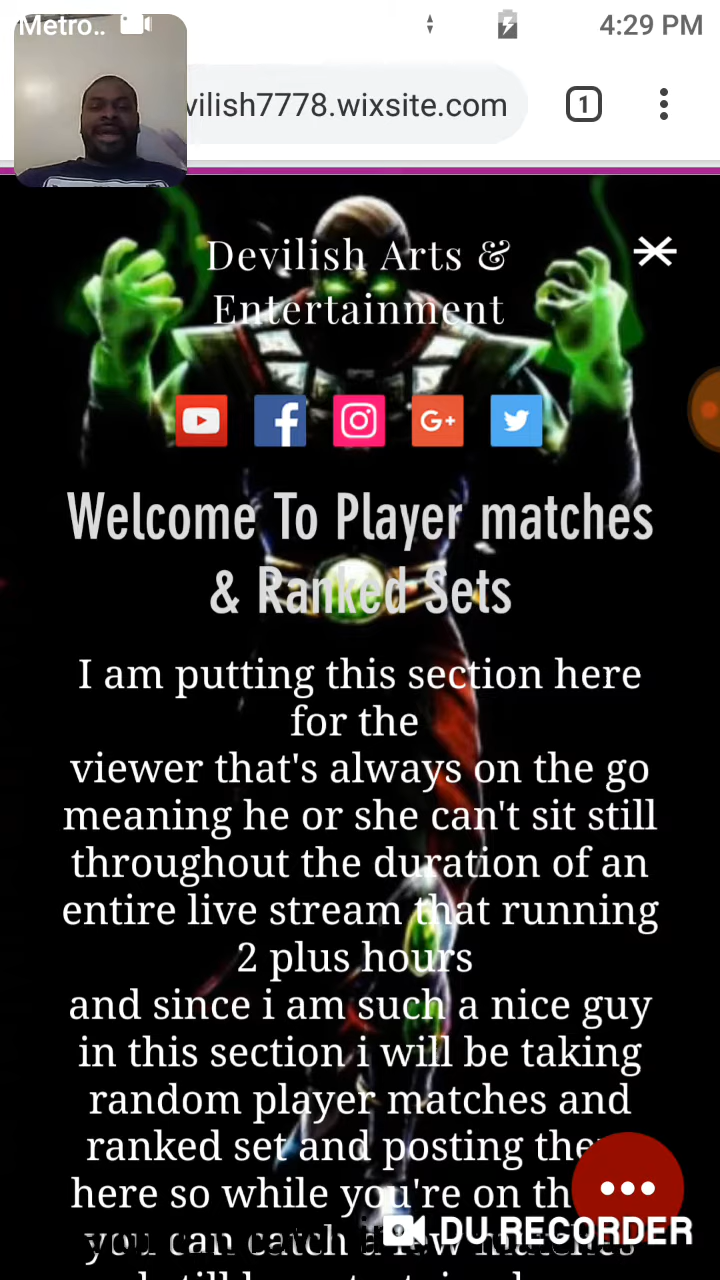 Metro..
4:29 PM
vilish7778.wixsite.com
1
Devilish Arts &
Entertainment
G+
Welcome To Player matches
& Ranked Sets
I am putting this section here
for the
viewer that's always on the go
meaning he or she can't sit still
throughout the duration of an
entire live stream that running
2 plus hours
and since i am such a nice guy
in this section i will be taking
random player matches and
ranked set and posting the
here so while you're on th
you can catch a few matches
DU RECORDER